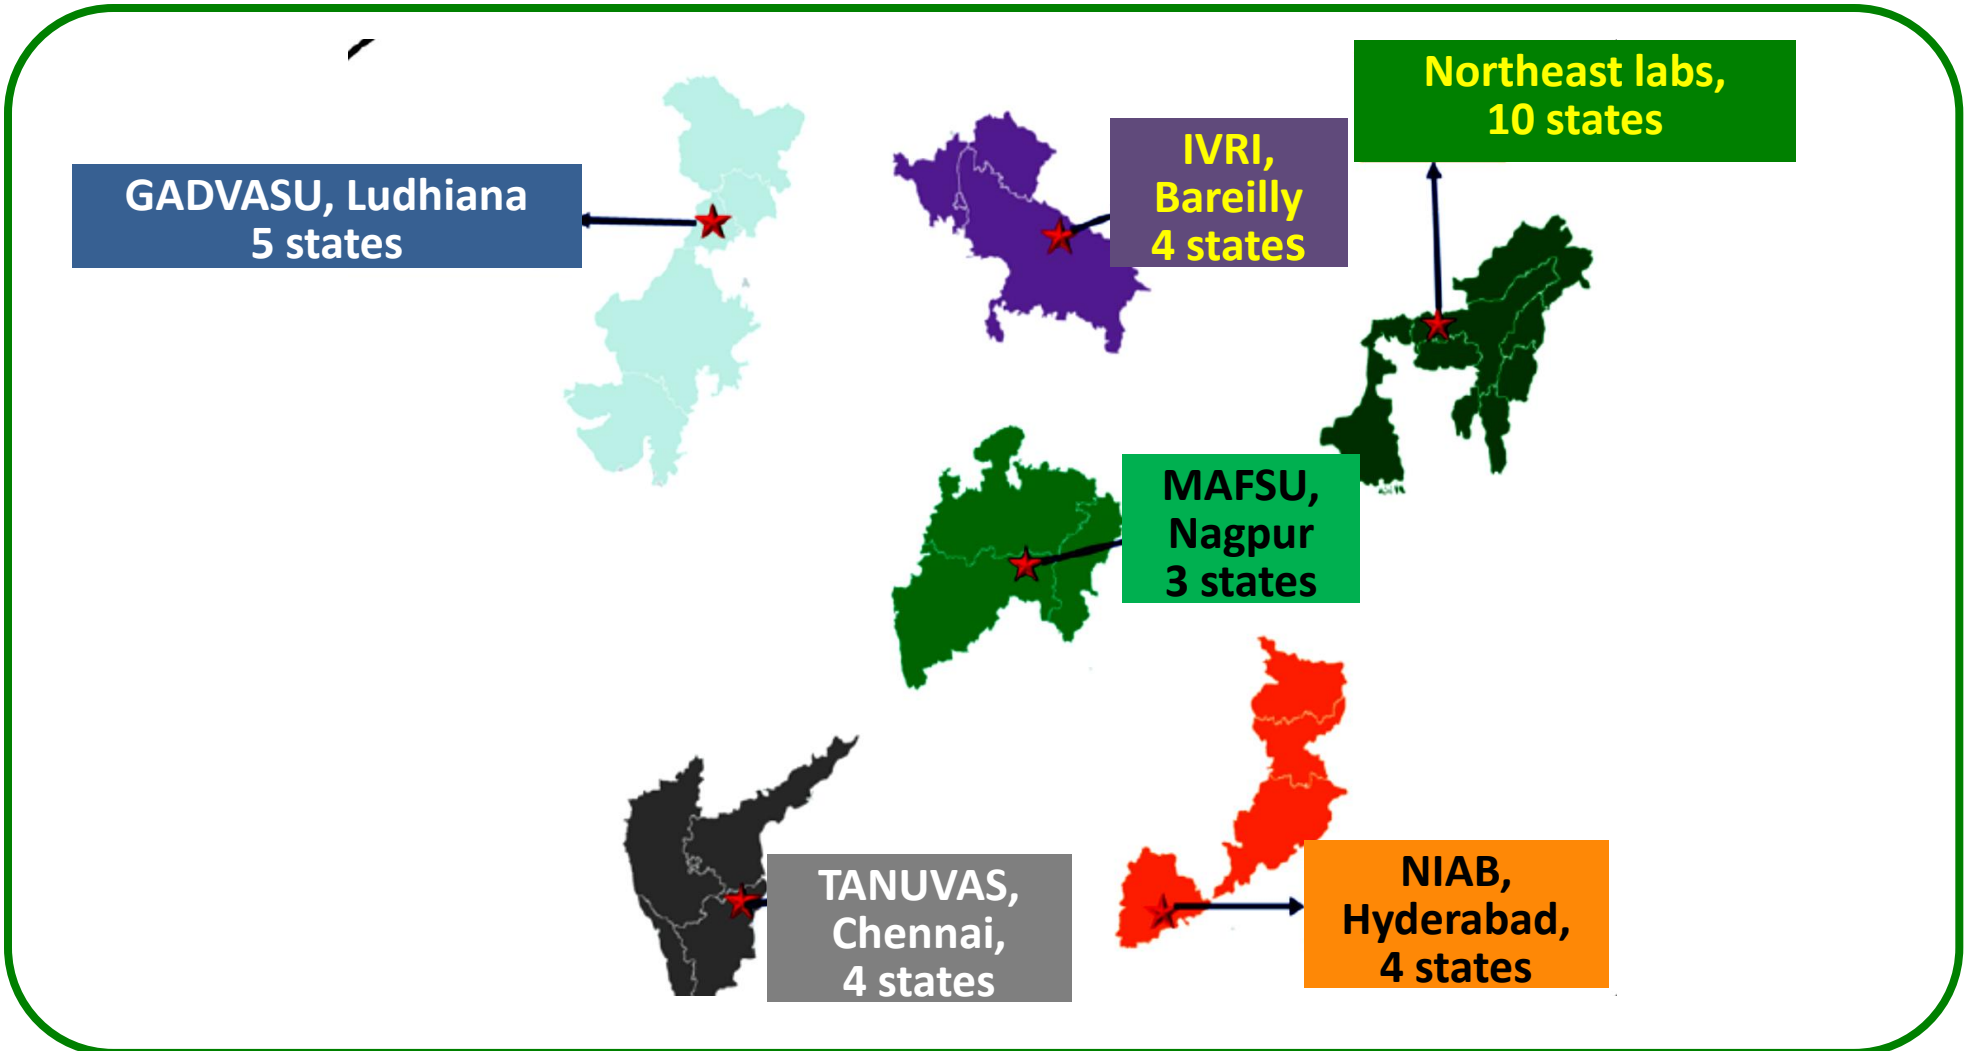 Northeast labs,
10 states
IVRI,
Bareilly
4 states
GADVASU, Ludhiana
5 states
MAFSU,
Nagpur
3 states
TANUVAS,
Chennai,
4 states
NIAB,
Hyderabad,
4 states